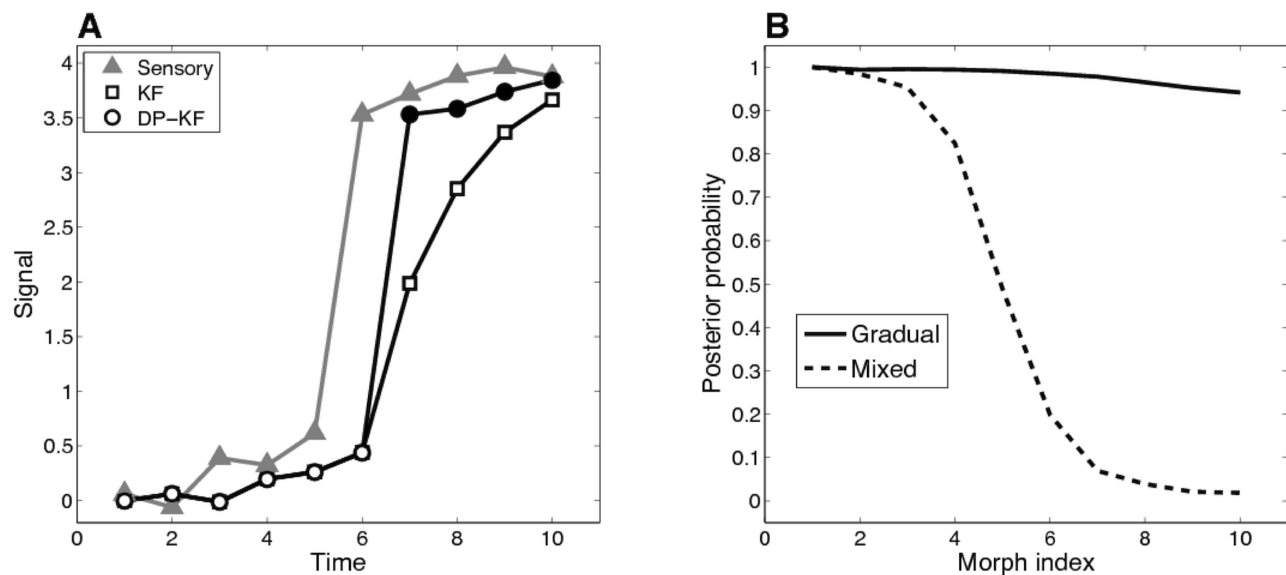 A
Sensory
KF
DP-KF
4
3.5
3
2.5
2
1.5
1
0.5
0
Signal
0 2 4 6 8 10
Time
B
1
0.9
0.8
0.7
0.6
0.5
0.4
0.3
0.2
0.1
0
Posterior probability
Gradual
Mixed
0 2 4 6 8 10
Morph index